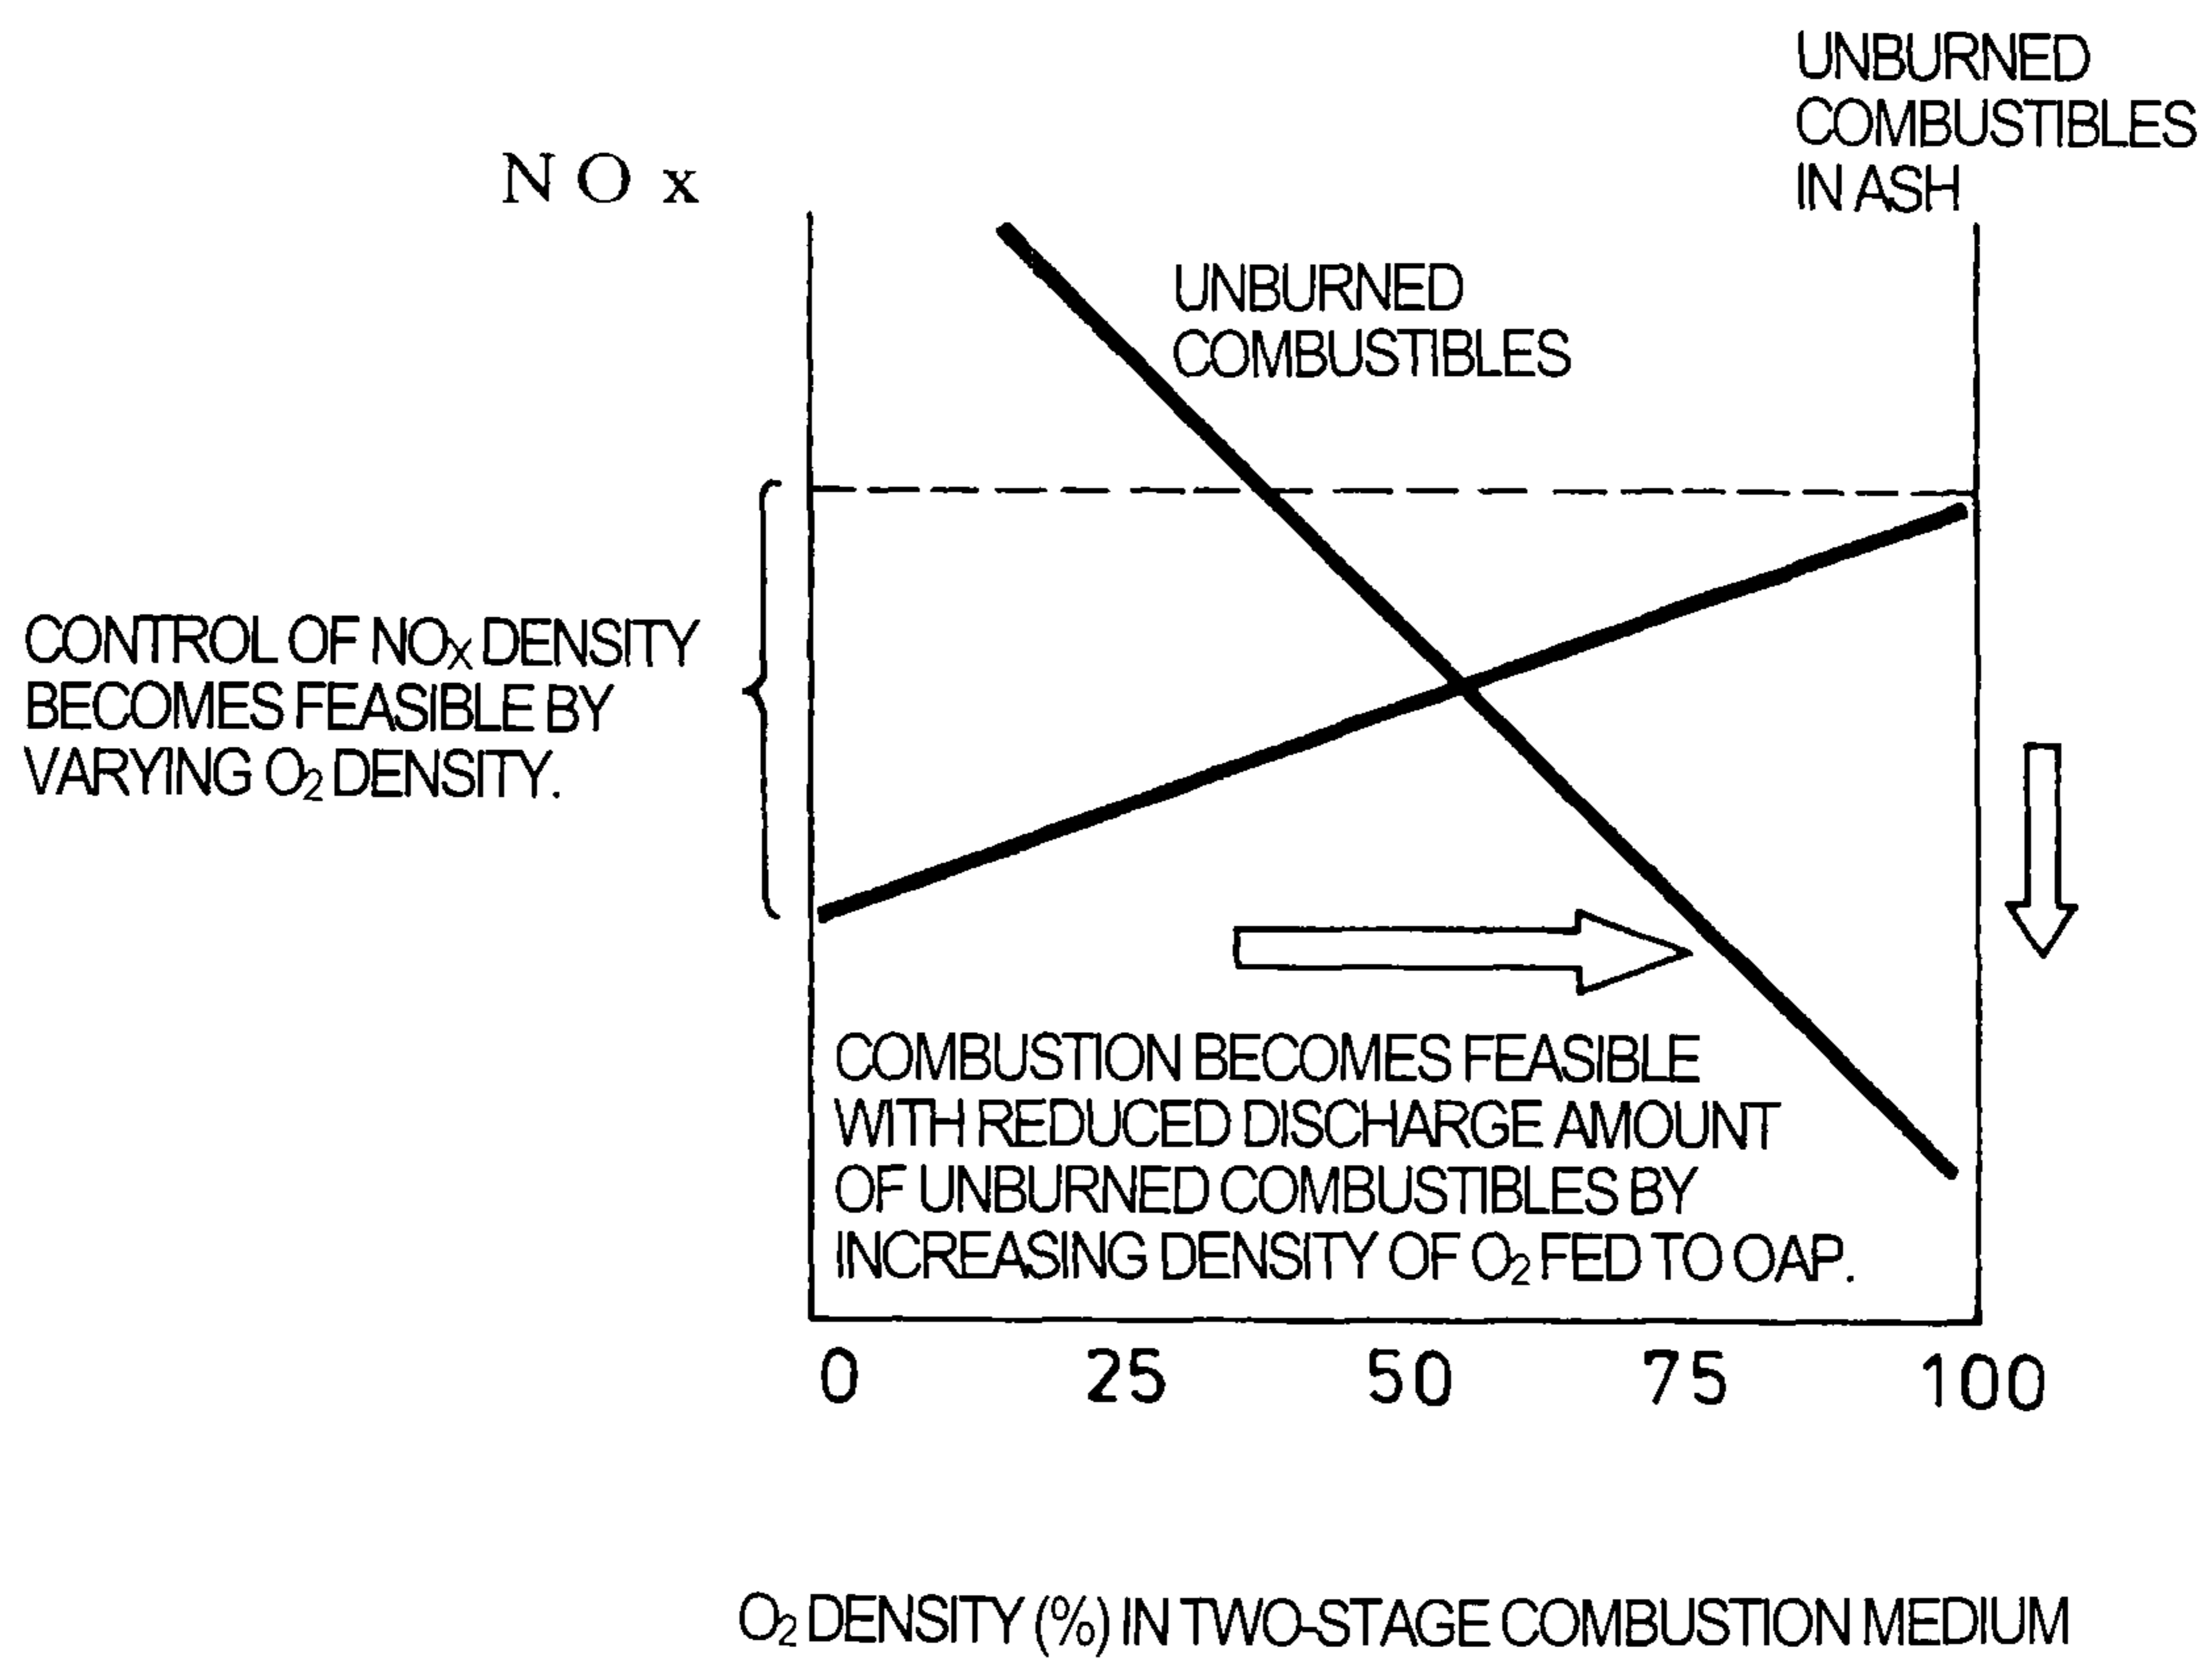 UNBURNED
COMBUSTIBLES
IN ASH
N O x
UNBURNED
COMBUSTIBLES
CONTROL OF NOX DENSITY
BECOMES FEASIBLE BY
VARYING O2 DENSITY.
COMBUSTION BECOMES FEASIBLE
WITH REDUCED DISCHARGE AMOUNT
OF UNBURNED COMBUSTIBLES BY
INCREASING DENSITY OF O2 FED TO OAP.
0 25 50 75 100
O2 DENSITY (%) IN TWO-STAGE COMBUSTION MEDIUM